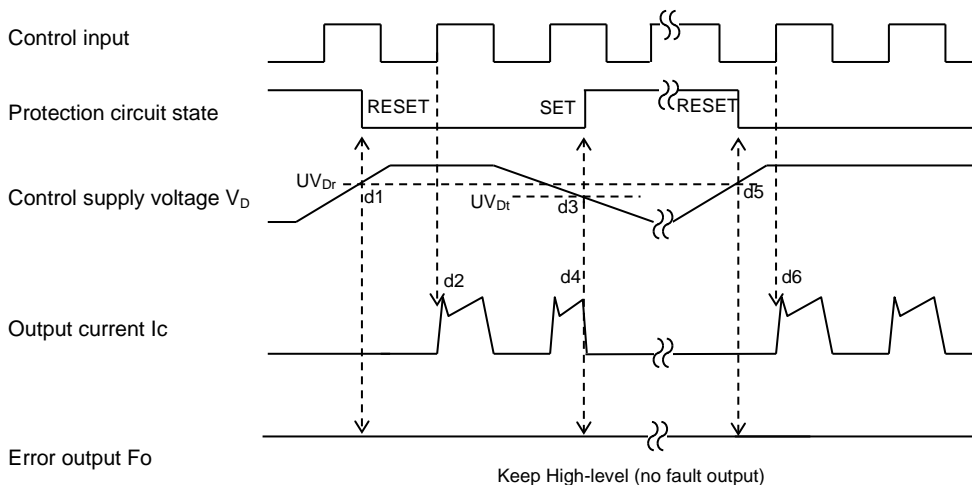 Control input
Protection circuit state
RESET
SET
RESET
Control supply voltage VD
UVDr
d1
UVDt
d3
d5
d2
d4
d6
Output current Ic
Error output Fo
Keep High-level (no fault output)